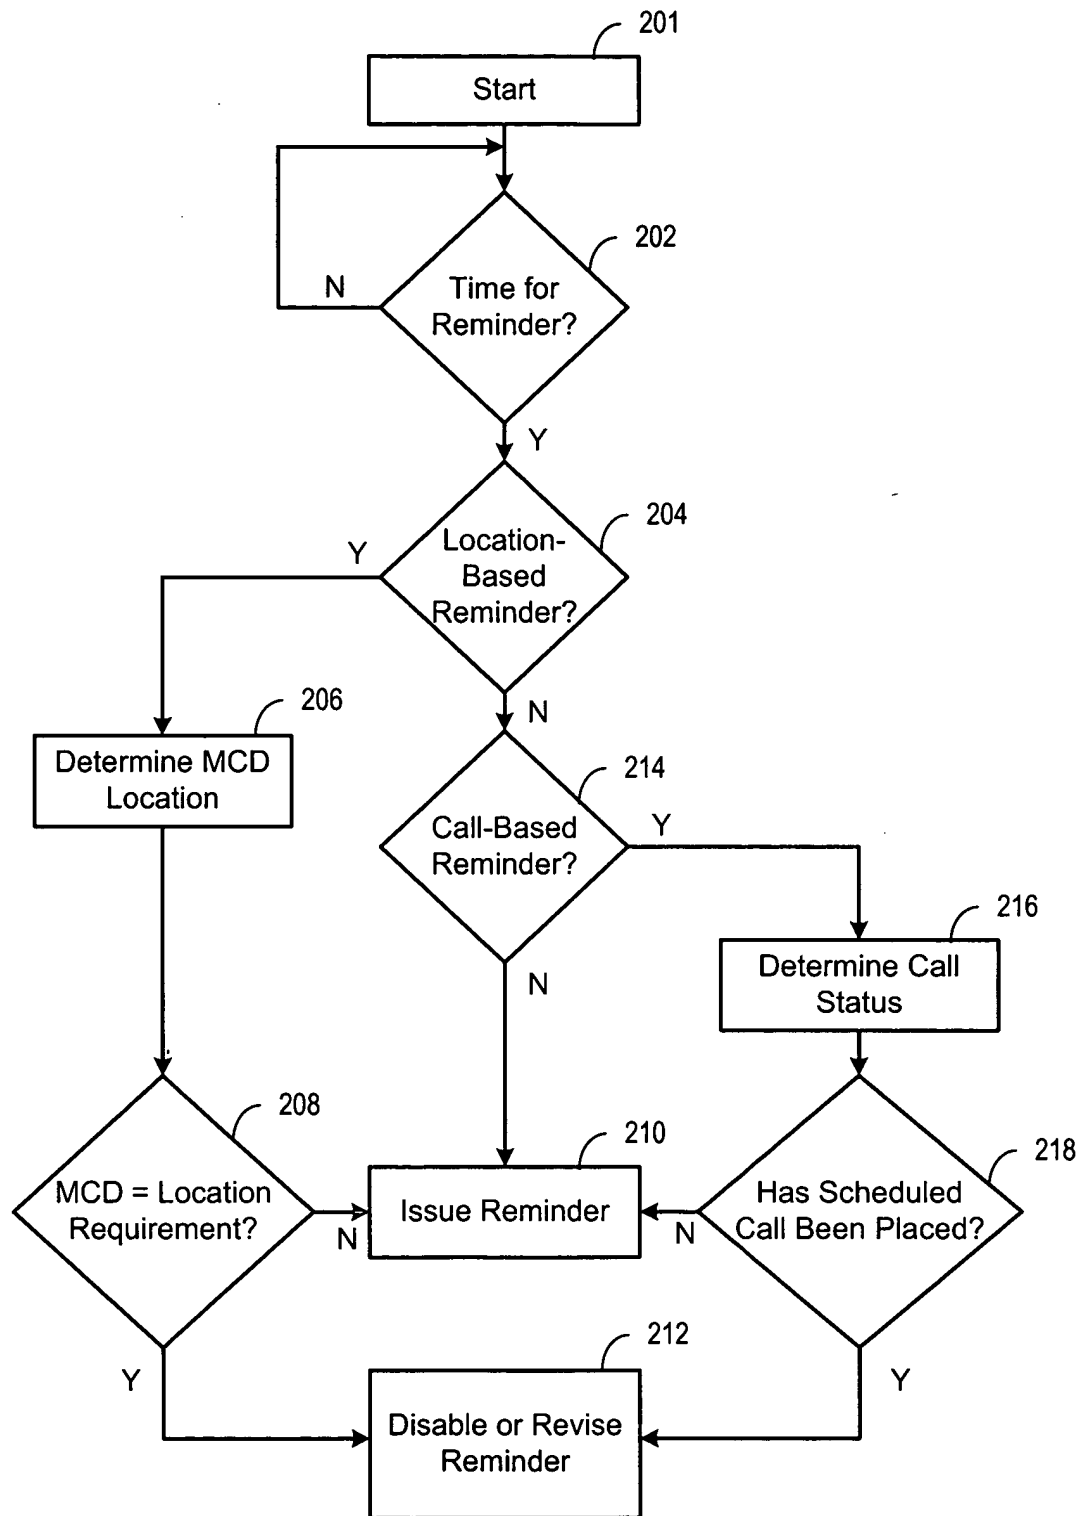 201
Start
202
Time for
Reminder?
N
Y
204
Location-
Based
Reminder?
Y
N
206
Determine MCD
Location
214
Call-Based
Reminder?
Y
N
216
Determine Call
Status
208
MCD = Location
Requirement?
N
Y
210
Issue Reminder
218
Has Scheduled
Call Been Placed?
N
Y
212
Disable or Revise
Reminder